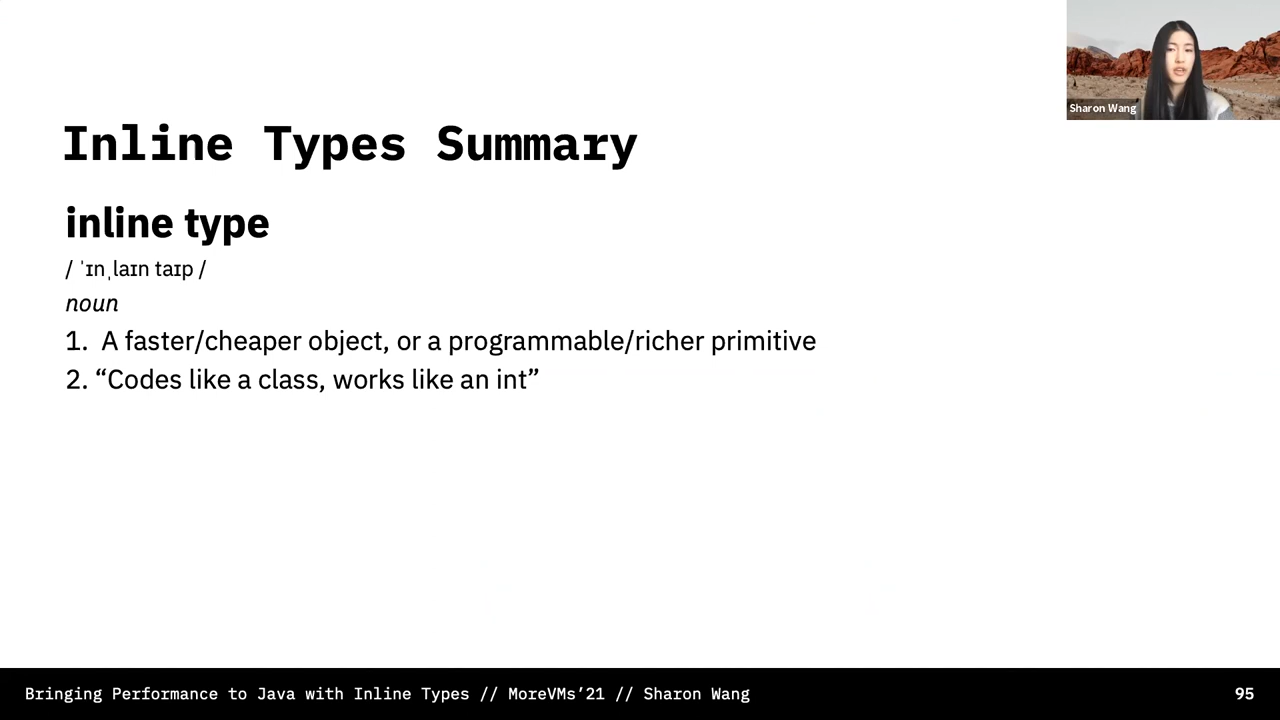 Sharon Wang
Inline Types Summary
inline type
/ ˈɪnˌlaɪn taɪp /
noun
1. A faster/cheaper object, or a programmable/richer primitive
2. “Codes like a class, works like an int”
Bringing Performance to Java with Inline Types // MoreVMs’21 // Sharon Wang
95